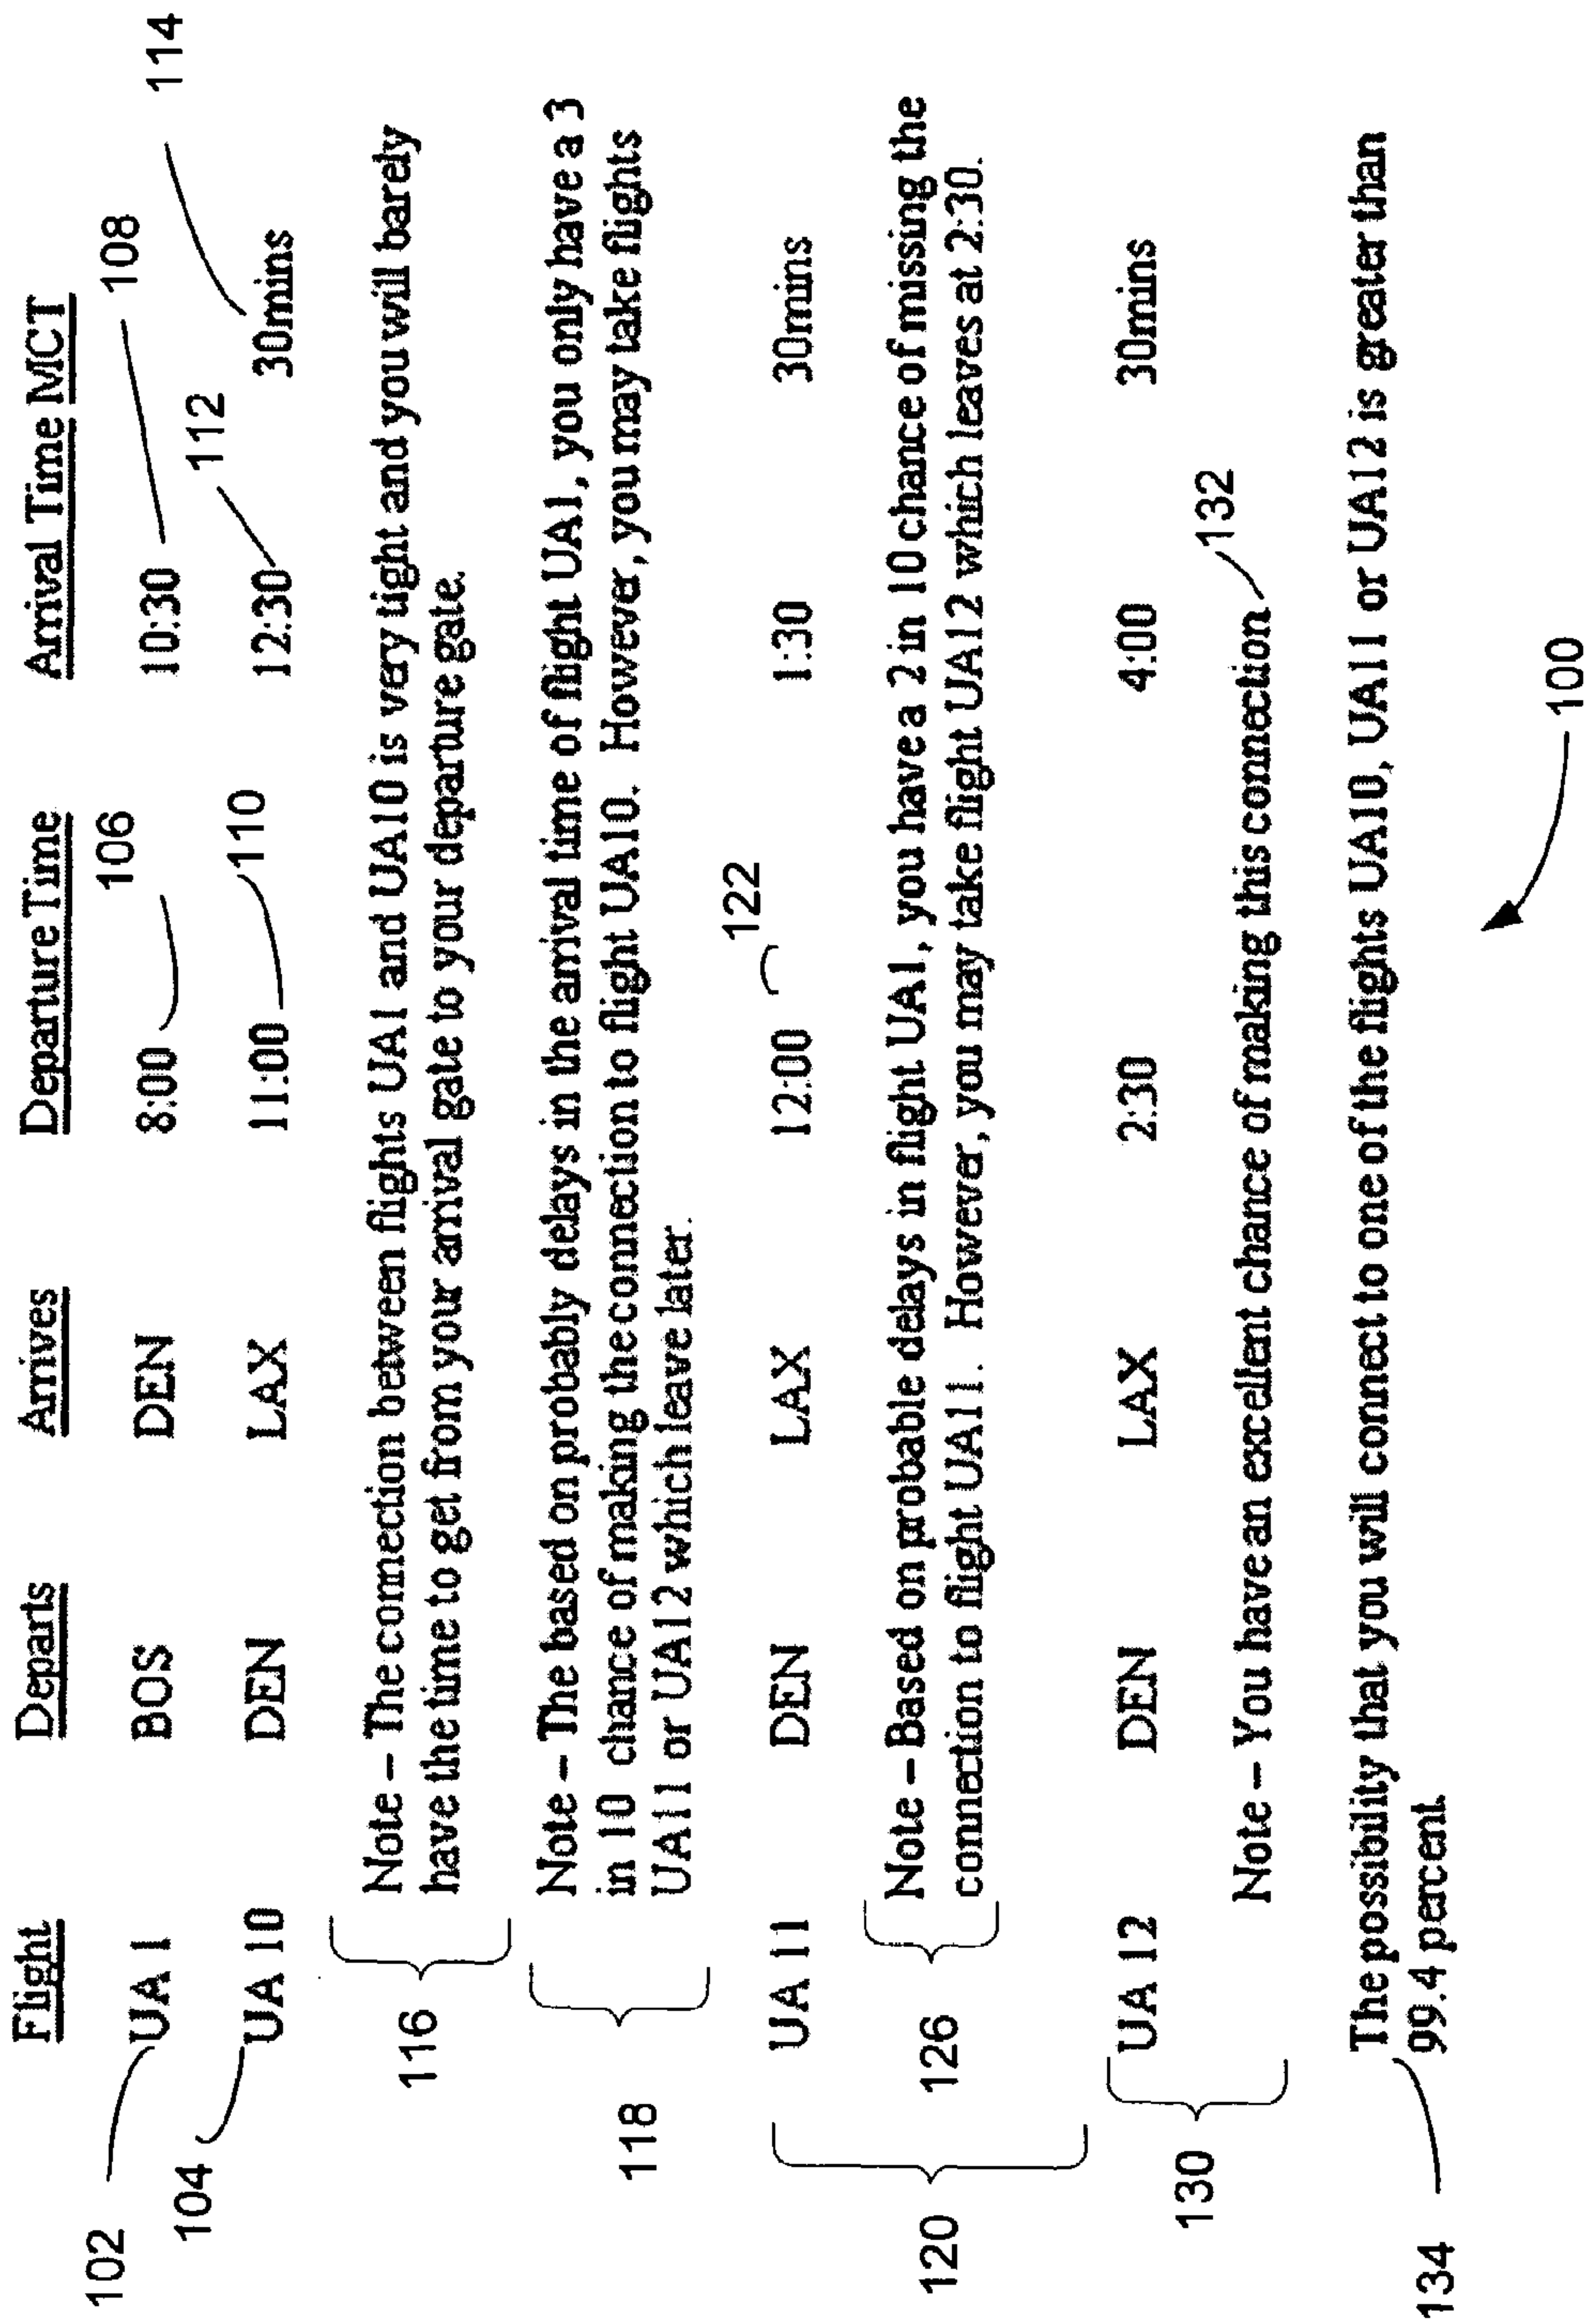 Flight Departs Arrives Departure Time Arrival Time MCT
106 108 114
102 UA 1 BOS DEN 8:00 10:30
110 112
104 UA 10 DEN LAX 11:00 12:30 30mins
116 Note – The connection between flights UA1 and UA10 is very tight and you will barely
have the time to get from your arrival gate to your departure gate.
118 Note – The based on probably delays in the arrival time of flight UA1, you only have a 3
in 10 chance of making the connection to flight UA10. However, you may take flights
UA11 or UA12 which leave later.
122
120 UA 11 DEN LAX 12:00 1:30 30mins
126 Note – Based on probable delays in flight UA1, you have a 2 in 10 chance of missing the
connection to flight UA11. However, you may take flight UA12 which leaves at 2:30.
130 UA 12 DEN LAX 2:30 4:00 30mins
132
Note – You have an excellent chance of making this connection
134 The possibility that you will connect to one of the flights UA10, UA11 or UA12 is greater than
99.4 percent.
100